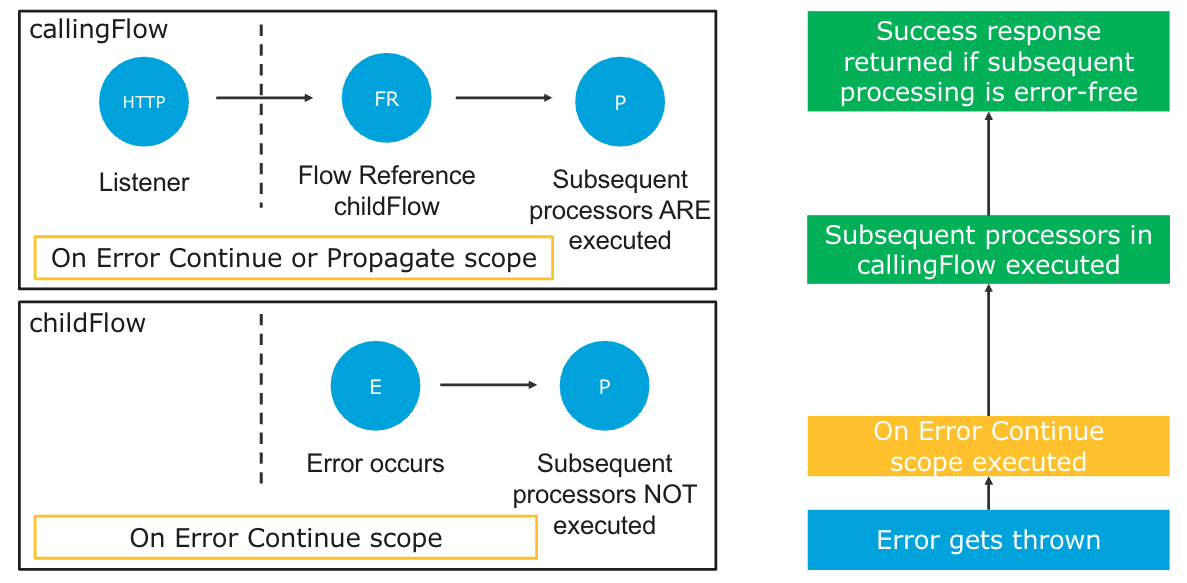 callingFlow
HTTP
FR
P
Listener
Flow Reference
childFlow
Subsequent
processors ARE
executed
On Error Continue or Propagate scope
childFlow
E
P
Error occurs
Subsequent
processors NOT
executed
On Error Continue scope
Success response
returned if subsequent
processing is error-free
Subsequent processors in
callingFlow executed
On Error Continue
scope executed
Error gets thrown